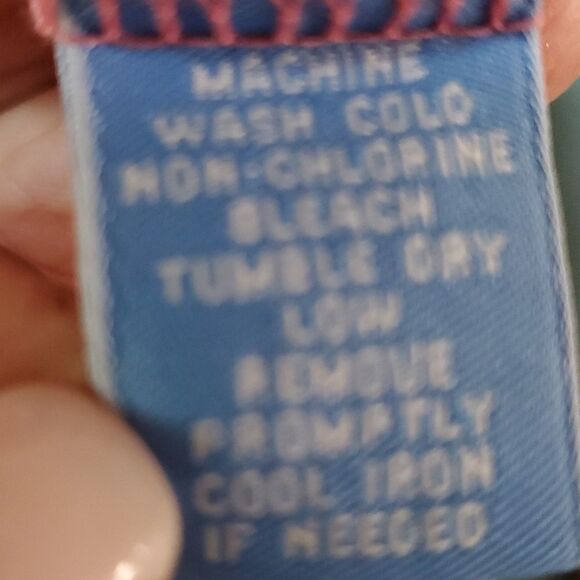 MACHINE
WASH COLD
NON-CHLORINE
BLEACH
TUMBLE DRY
LOW
REMOVE
PROMPTLY
COOL IRON
IF NEEDED